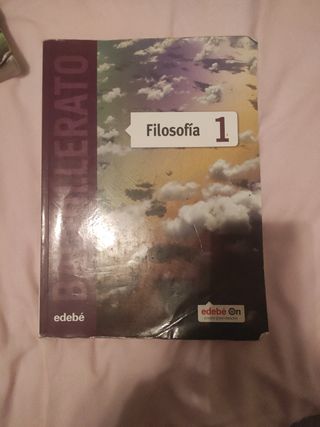 BACHILLERATO
Filosofía 1
edebé
edebé On